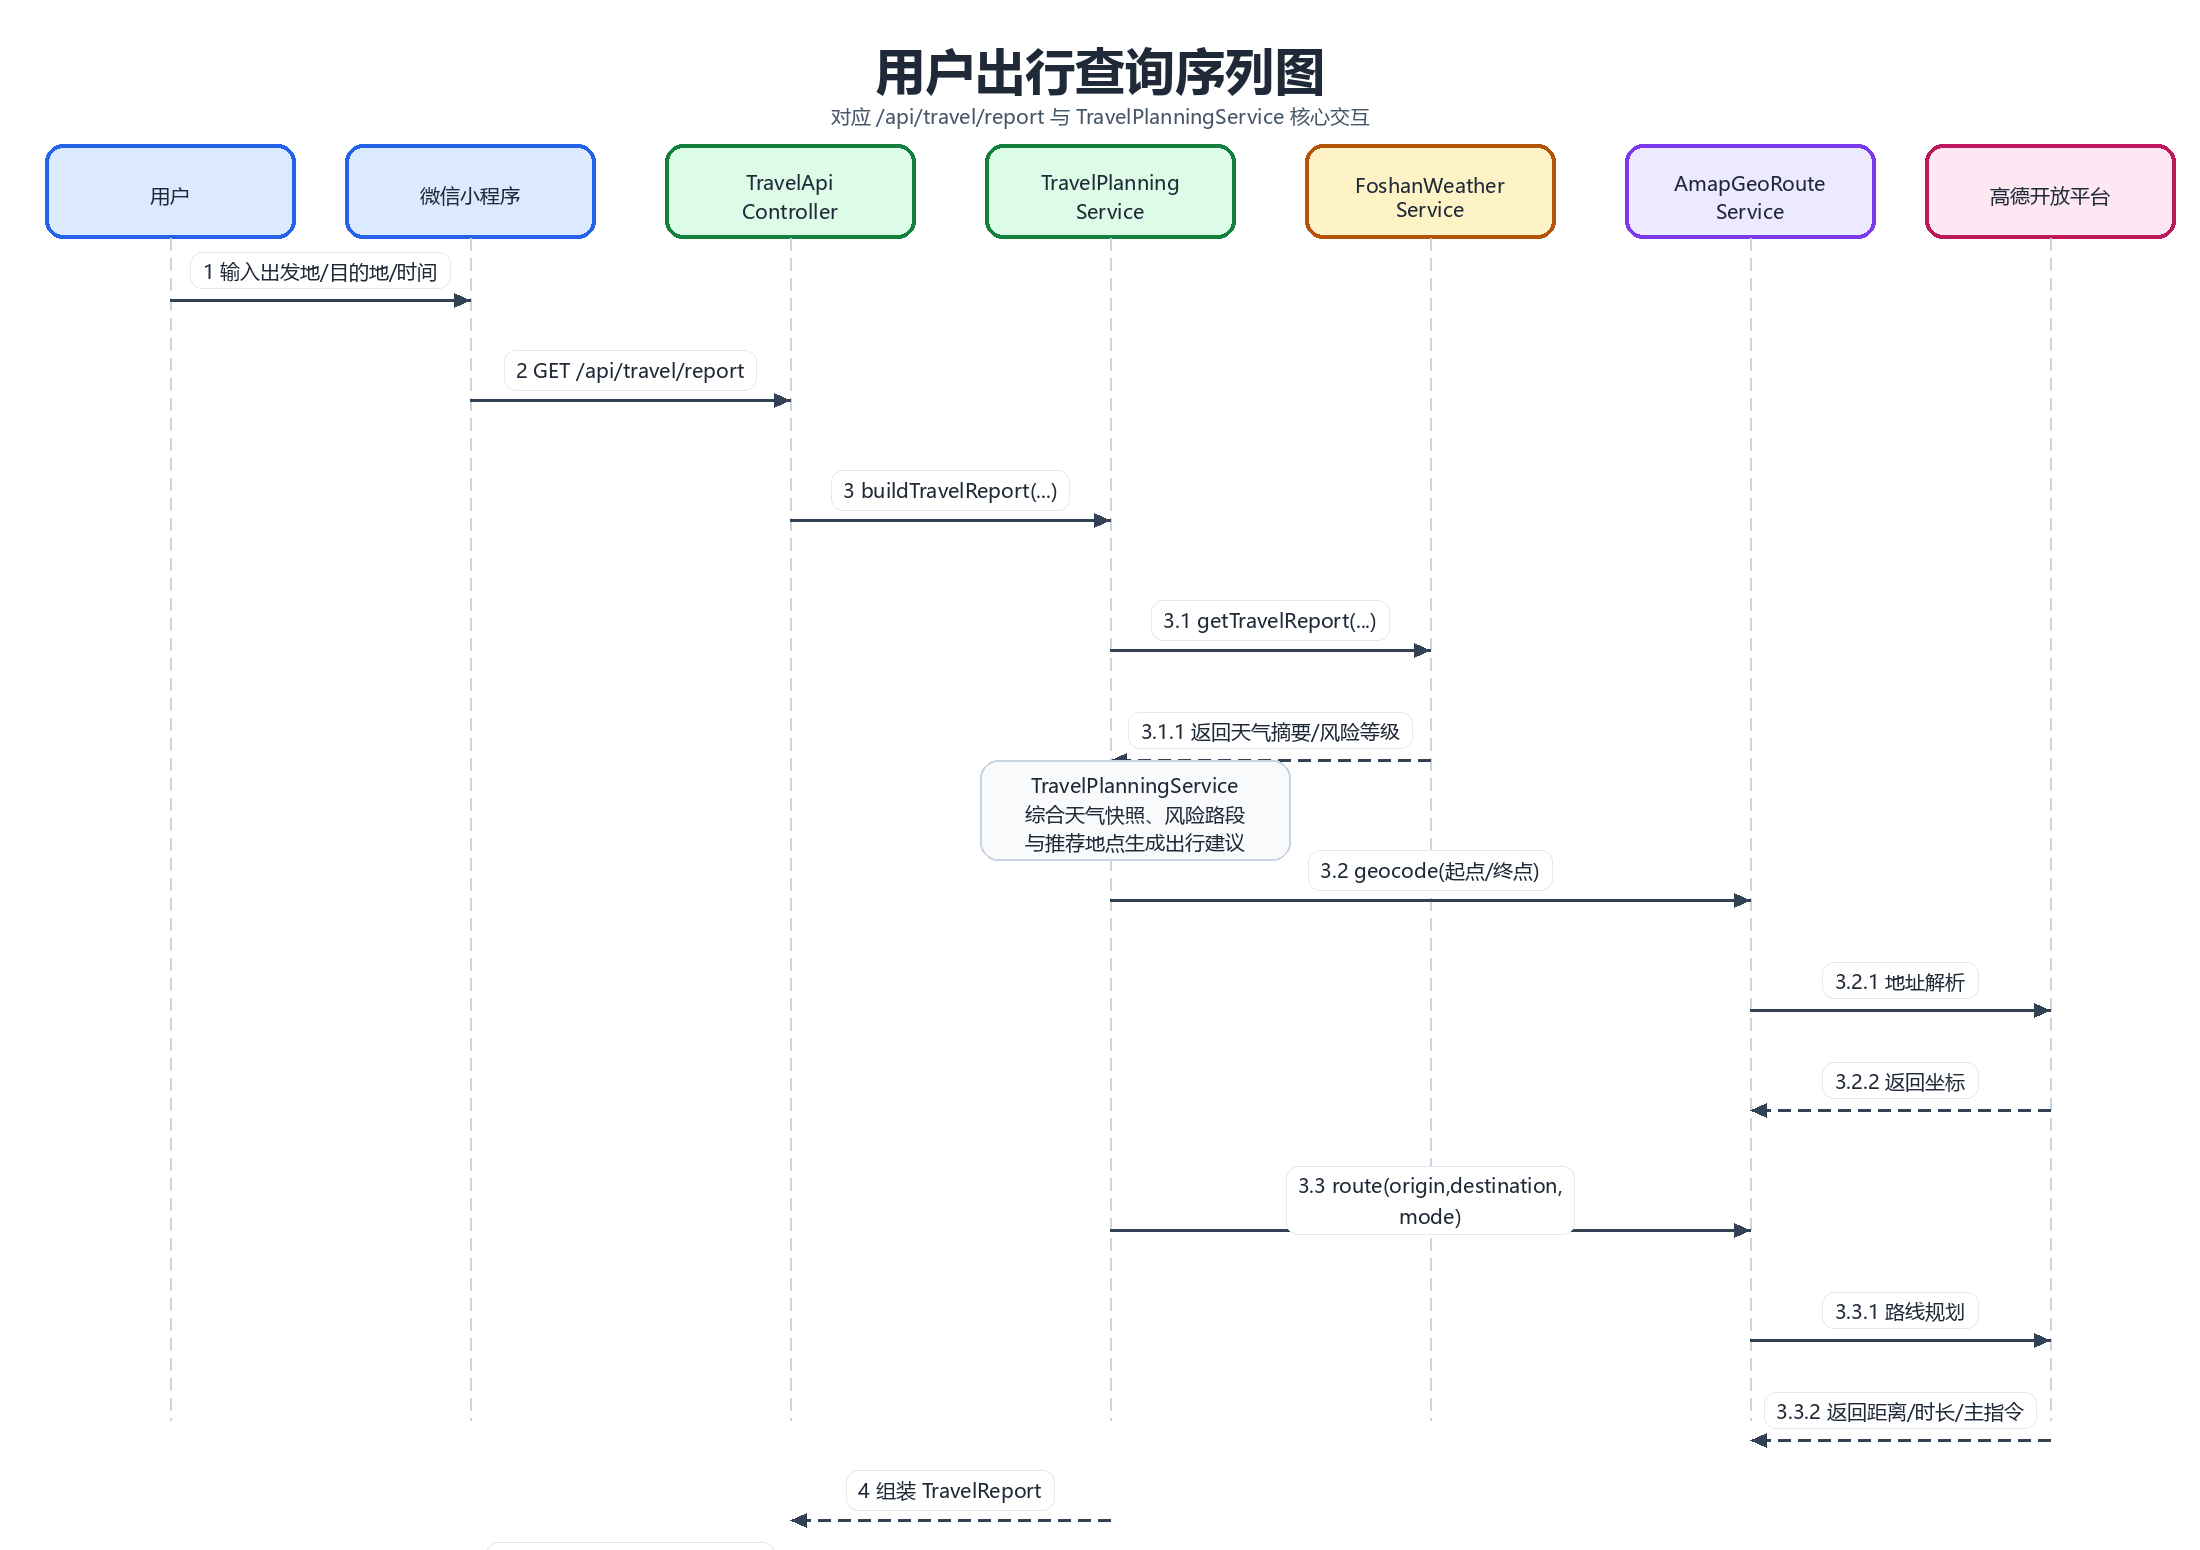 用户出行查询序列图
对应 /api/travel/report 与 TravelPlanningService 核心交互
用户
微信小程序
TravelApi
Controller
TravelPlanning
Service
FoshanWeather
Service
AmapGeoRoute
Service
高德开放平台
1 输入出发地/目的地/时间
2 GET /api/travel/report
3 buildTravelReport(...)
3.1 getTravelReport(...)
3.1.1 返回天气摘要/风险等级
TravelPlanningService
综合天气快照、风险路段
与推荐地点生成出行建议
3.2 geocode(起点/终点)
3.2.1 地址解析
3.2.2 返回坐标
3.3 route(origin,destination,
mode)
3.3.1 路线规划
3.3.2 返回距离/时长/主指令
4 组装 TravelReport